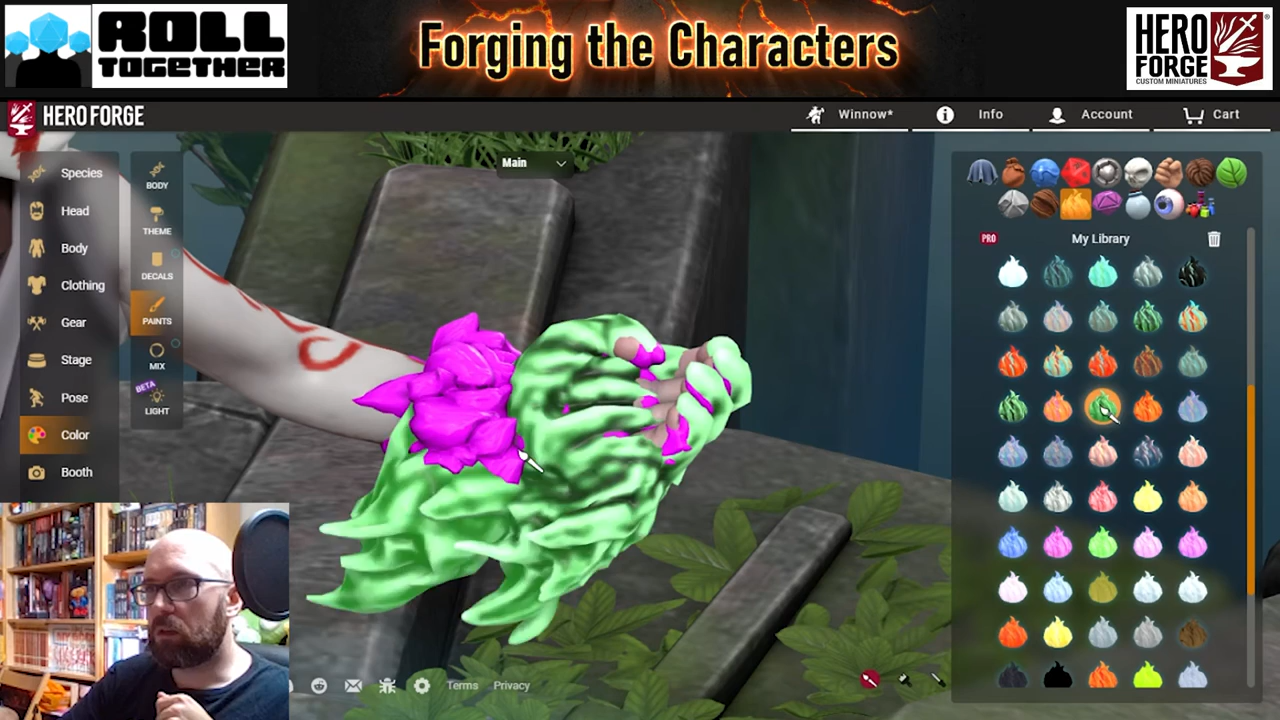 ROLL
TOGETHER
Forging the Characters
HERO
FORGE
CUSTOM MINIATURES
HERO FORGE
Winnow*
Info
Account
Cart
Species
Head
Body
Clothing
Gear
Stage
Pose
Color
Booth
BODY
THEME
DECALS
PAINTS
MIX
BETA
LIGHT
Main
PRO
My Library
Terms
Privacy